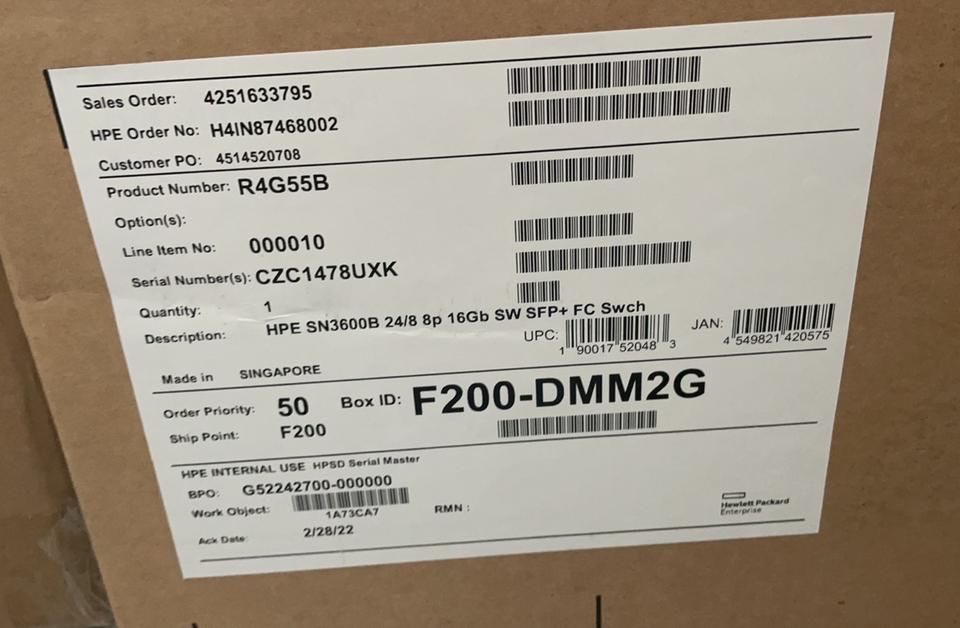 Sales Order: 4251633795
HPE Order No: H4IN87468002
Customer PO: 4514520708
Product Number: R4G55B
Option(s):
Line Item No: 000010
Serial Number(s): CZC1478UXK
Quantity: 1
Description: HPE SN3600B 24/8 8p 16Gb SW SFP+ FC Swch
UPC: 1 90017 52048 3 JAN: 4 549821 420575
Made in SINGAPORE
Order Priority: 50 Box ID: F200-DMM2G
Ship Point: F200
HPE INTERNAL USE HPSD Serial Master
BPO: G52242700-000000
Work Object: 1A73CA7 RMN :
Ack Date: 2/28/22
Hewlett Packard
Enterprise